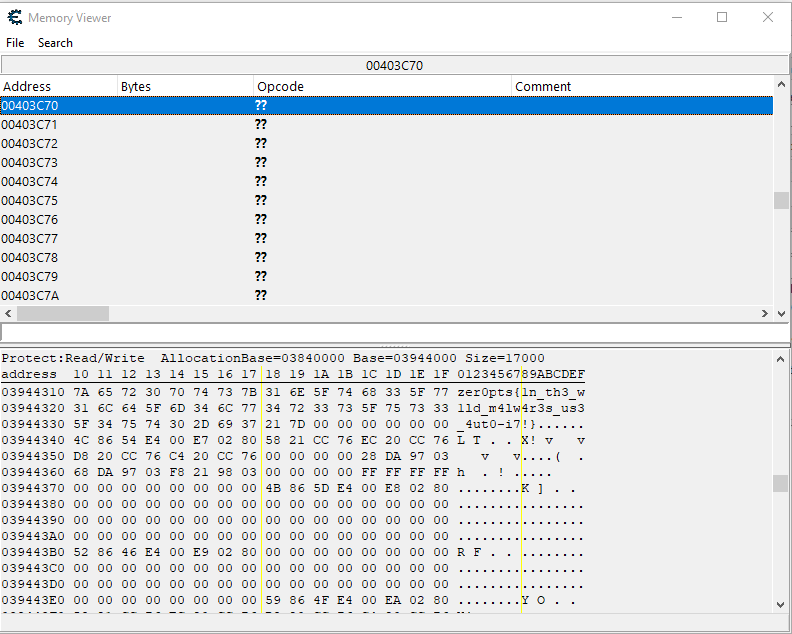 Memory Viewer
File Search
00403C70
Address Bytes Opcode Comment
00403C70 ??
00403C71 ??
00403C72 ??
00403C73 ??
00403C74 ??
00403C75 ??
00403C76 ??
00403C77 ??
00403C78 ??
00403C79 ??
00403C7A ??
Protect:Read/Write AllocationBase=03840000 Base=03944000 Size=17000
address 10 11 12 13 14 15 16 17 18 19 1A 1B 1C 1D 1E 1F 0123456789ABCDEF
03944310 7A 65 72 30 70 74 73 7B 31 6E 5F 74 68 33 5F 77 zer0pts{1n_th3_w
03944320 31 6C 64 5F 6D 34 6C 77 34 72 33 73 5F 75 73 33 1ld_m4lw4r3s_us3
03944330 5F 34 75 74 30 2D 69 37 21 7D 00 00 00 00 00 00 _4ut0-i7!}......
03944340 4C 86 54 E4 00 E7 02 80 58 21 CC 76 EC 20 CC 76 L T . . X! v v
03944350 D8 20 CC 76 C4 20 CC 76 00 00 00 00 28 DA 97 03 v v....( .
03944360 68 DA 97 03 F8 21 98 03 00 00 00 00 FF FF FF FF h . ! .....
03944370 00 00 00 00 00 00 00 00 4B 86 5D E4 00 E8 02 80 ........K ] . .
03944380 00 00 00 00 00 00 00 00 00 00 00 00 00 00 00 00 ................
03944390 00 00 00 00 00 00 00 00 00 00 00 00 00 00 00 00 ................
039443A0 00 00 00 00 00 00 00 00 00 00 00 00 00 00 00 00 ................
039443B0 52 86 46 E4 00 E9 02 80 00 00 00 00 00 00 00 00 R F . . ........
039443C0 00 00 00 00 00 00 00 00 00 00 00 00 00 00 00 00 ................
039443D0 00 00 00 00 00 00 00 00 00 00 00 00 00 00 00 00 ................
039443E0 00 00 00 00 00 00 00 00 59 86 4F E4 00 EA 02 80 ........Y O . .